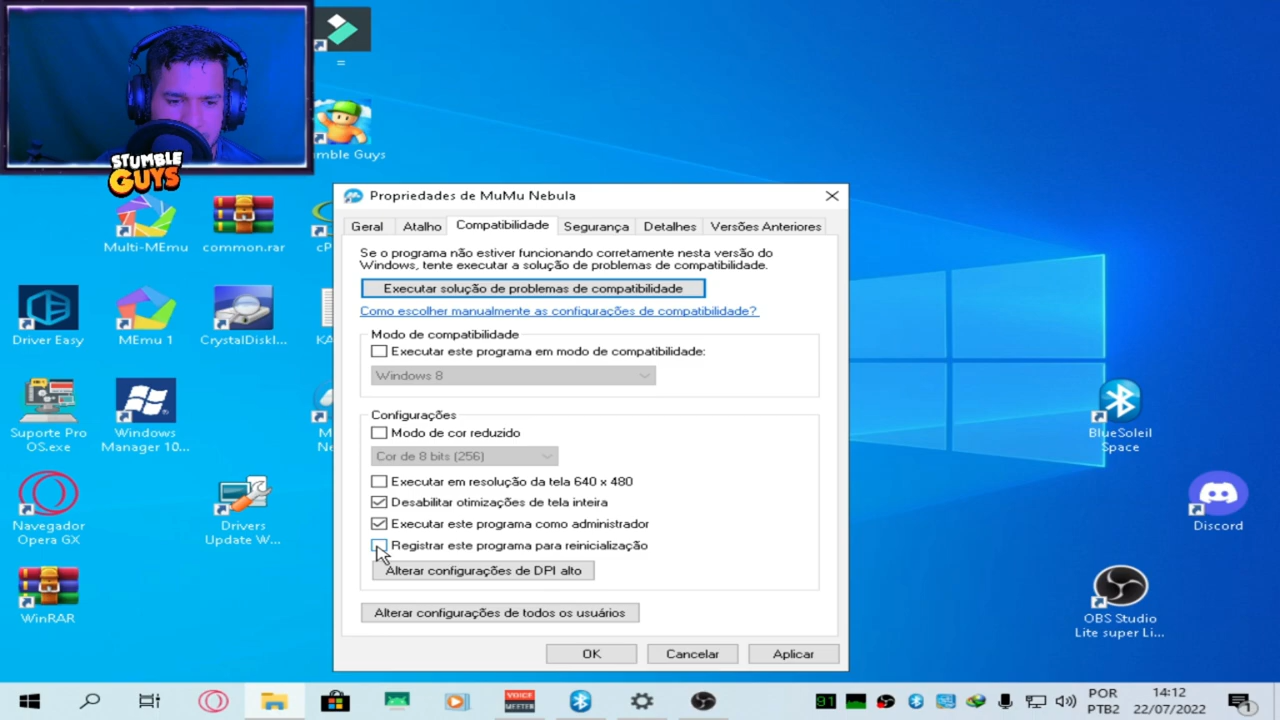 =
STUMBLE
GUYS
mble Guys
Multi-MEmu
common.rar
cP
Driver Easy
MEmu 1
CrystalDiskI...
KA
Suporte Pro
OS.exe
Windows
Manager 10...
M
Ne
Navegador
Opera GX
Drivers
Update W...
WinRAR
Propriedades de MuMu Nebula
Geral
Atalho
Compatibilidade
Segurança
Detalhes
Versões Anteriores
Se o programa não estiver funcionando corretamente nesta versão do
Windows, tente executar a solução de problemas de compatibilidade.
Executar solução de problemas de compatibilidade
Como escolher manualmente as configurações de compatibilidade?
Modo de compatibilidade
Executar este programa em modo de compatibilidade:
Windows 8
Configurações
Modo de cor reduzido
Cor de 8 bits (256)
Executar em resolução da tela 640 x 480
Desabilitar otimizações de tela inteira
Executar este programa como administrador
Registrar este programa para reinicialização
Alterar configurações de DPI alto
Alterar configurações de todos os usuários
OK
Cancelar
Aplicar
BlueSoleil
Space
Discord
OBS Studio
Lite super Li...
VOICE
MEETER
91
POR
PTB2
14:12
22/07/2022
1